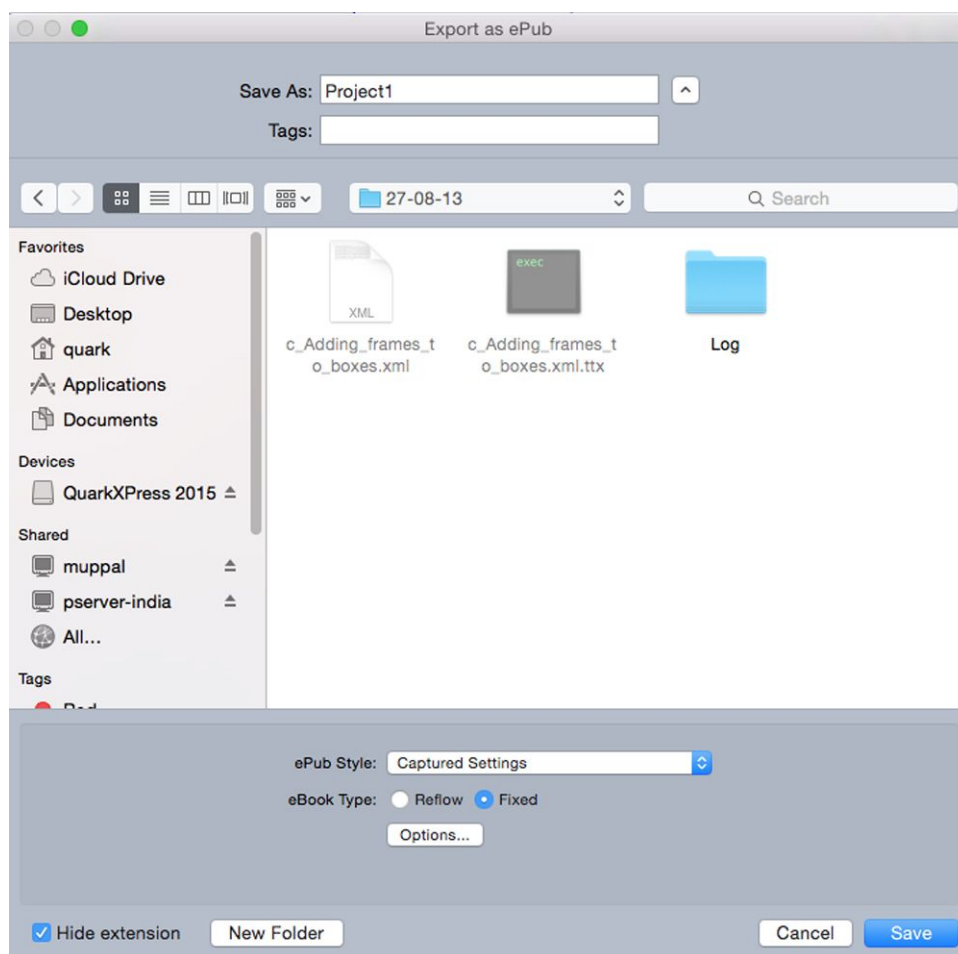 Export as ePub
Save As: Project1
Tags:
27-08-13
Search
Favorites
iCloud Drive
Desktop
quark
Applications
Documents
Devices
QuarkXPress 2015
Shared
muppal
pserver-india
All...
Tags
XML
c_Adding_frames_t
o_boxes.xml
exec
c_Adding_frames_t
o_boxes.xml.ttx
Log
ePub Style: Captured Settings
eBook Type: Reflow Fixed
Options...
Hide extension New Folder Cancel Save